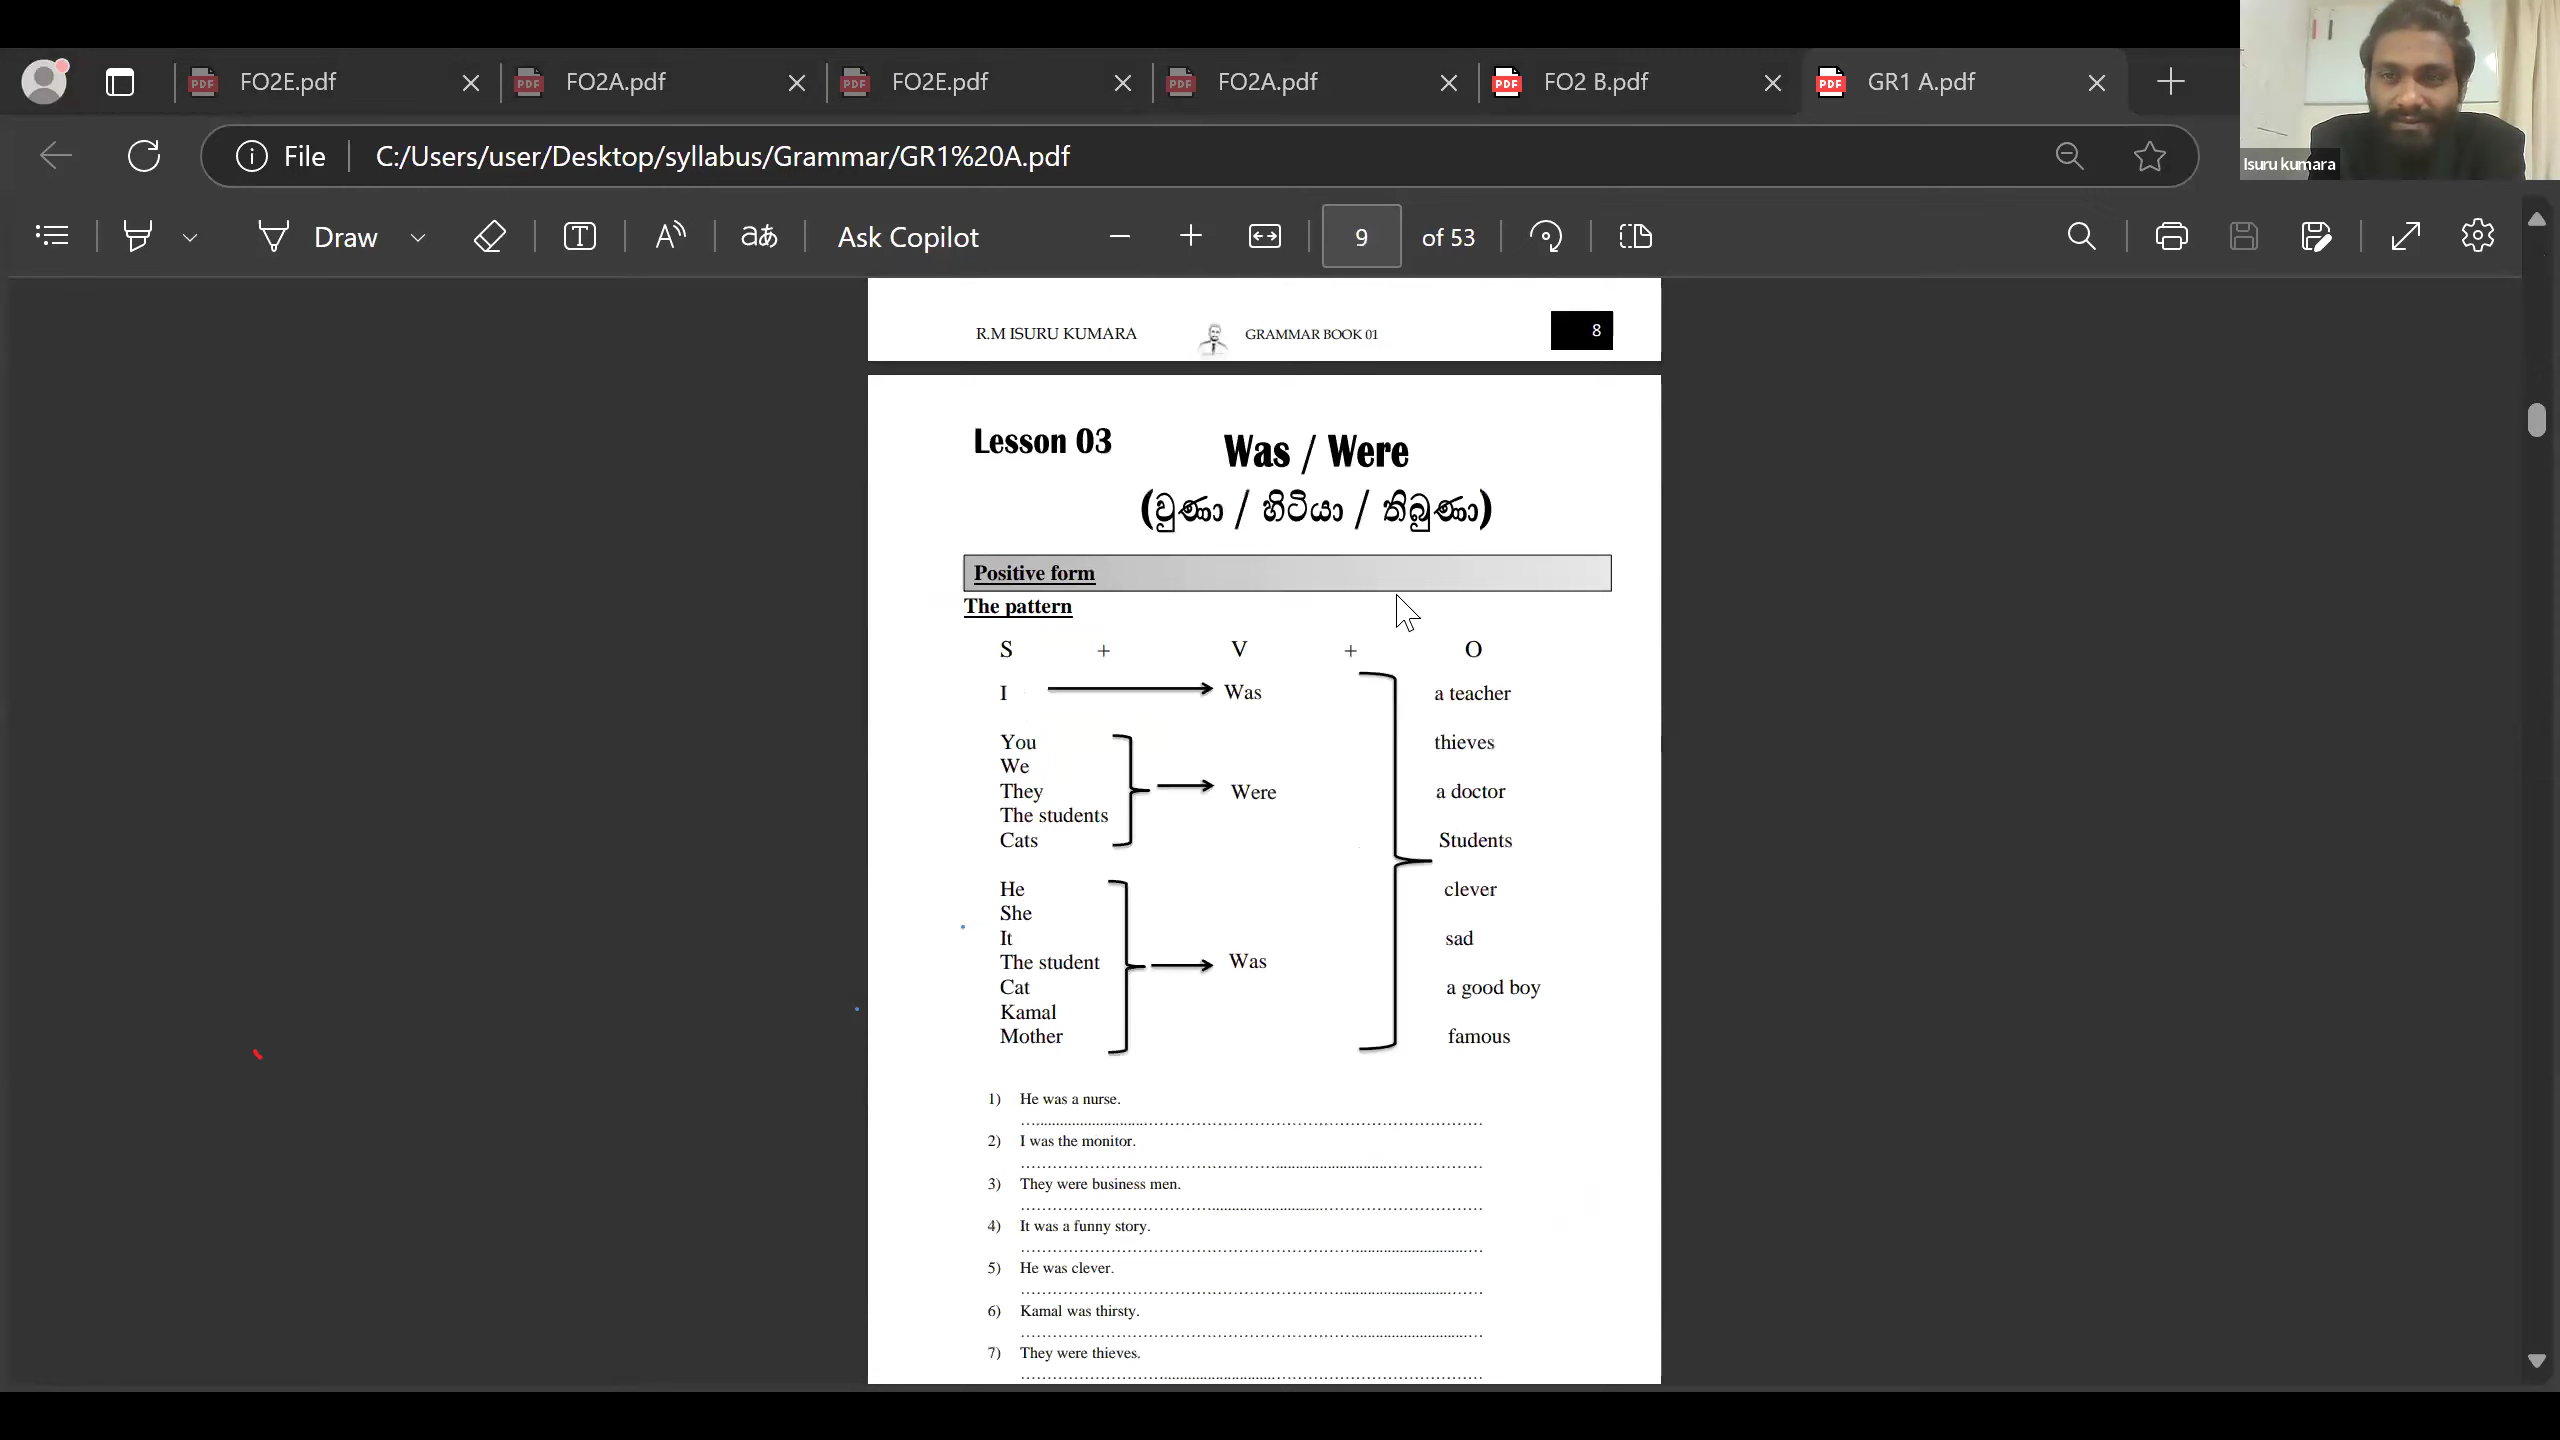 FO2E.pdf
FO2A.pdf
FO2E.pdf
FO2A.pdf
FO2 B.pdf
GR1 A.pdf
File
C:/Users/user/Desktop/syllabus/Grammar/GR1%20A.pdf
Isuru kumara
Draw
aあ
Ask Copilot
9 of 53
R.M ISURU KUMARA
GRAMMAR BOOK 01
8
Lesson 03
Was / Were
(වුණා / හිටියා / තිබුණා)
Positive form
The pattern
S + V + O
I Was a teacher
You thieves
We
They Were a doctor
The students
Cats Students
He clever
She
It sad
The student Was
Cat a good boy
Kamal
Mother famous
1) He was a nurse.
2) I was the monitor.
3) They were business men.
4) It was a funny story.
5) He was clever.
6) Kamal was thirsty.
7) They were thieves.